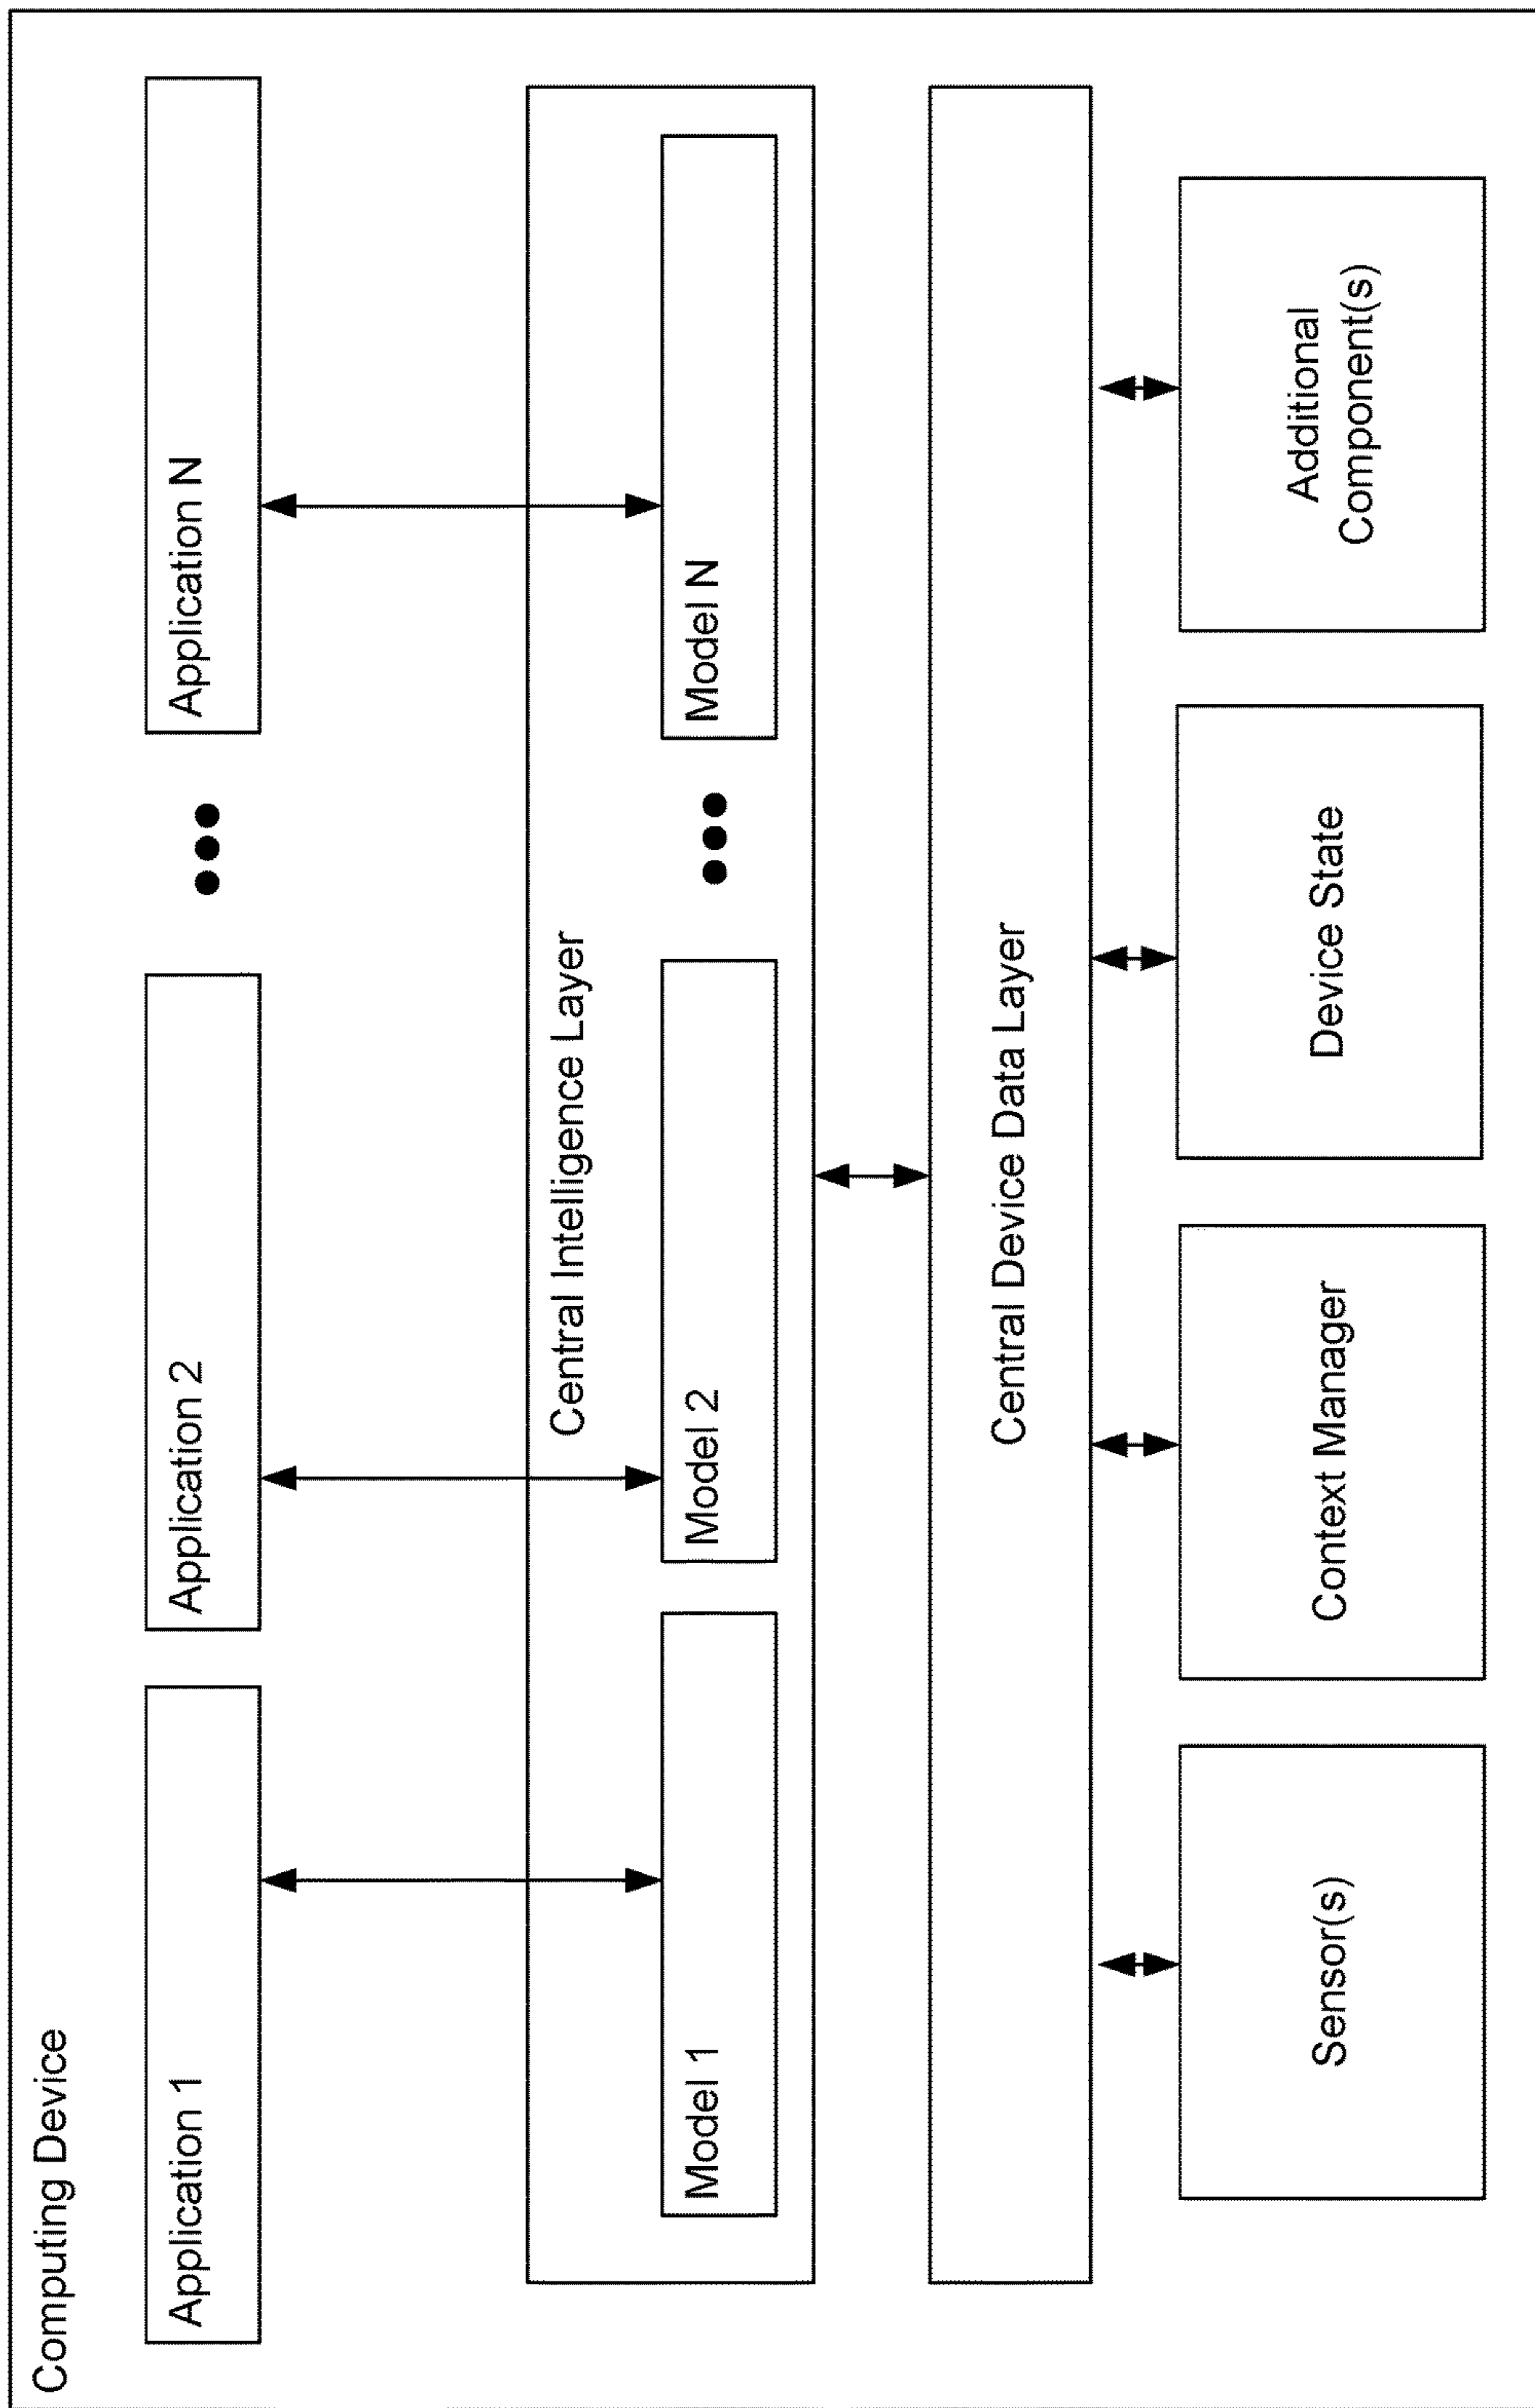 Computing Device
Application 1
Application 2
Application N
Central Intelligence Layer
Model 1
Model 2
Model N
Central Device Data Layer
Sensor(s)
Context Manager
Device State
Additional
Component(s)